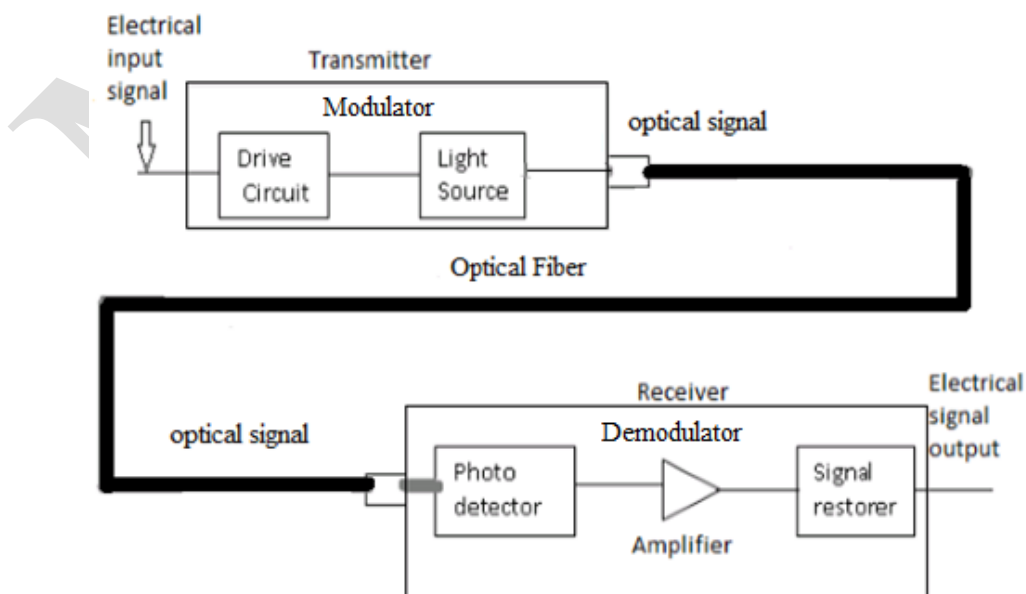 Electrical
input
signal
Transmitter
Modulator
optical signal
Drive
Circuit
Light
Source
Optical Fiber
Receiver
Electrical
signal
output
optical signal
Demodulator
Photo
detector
Signal
restorer
Amplifier